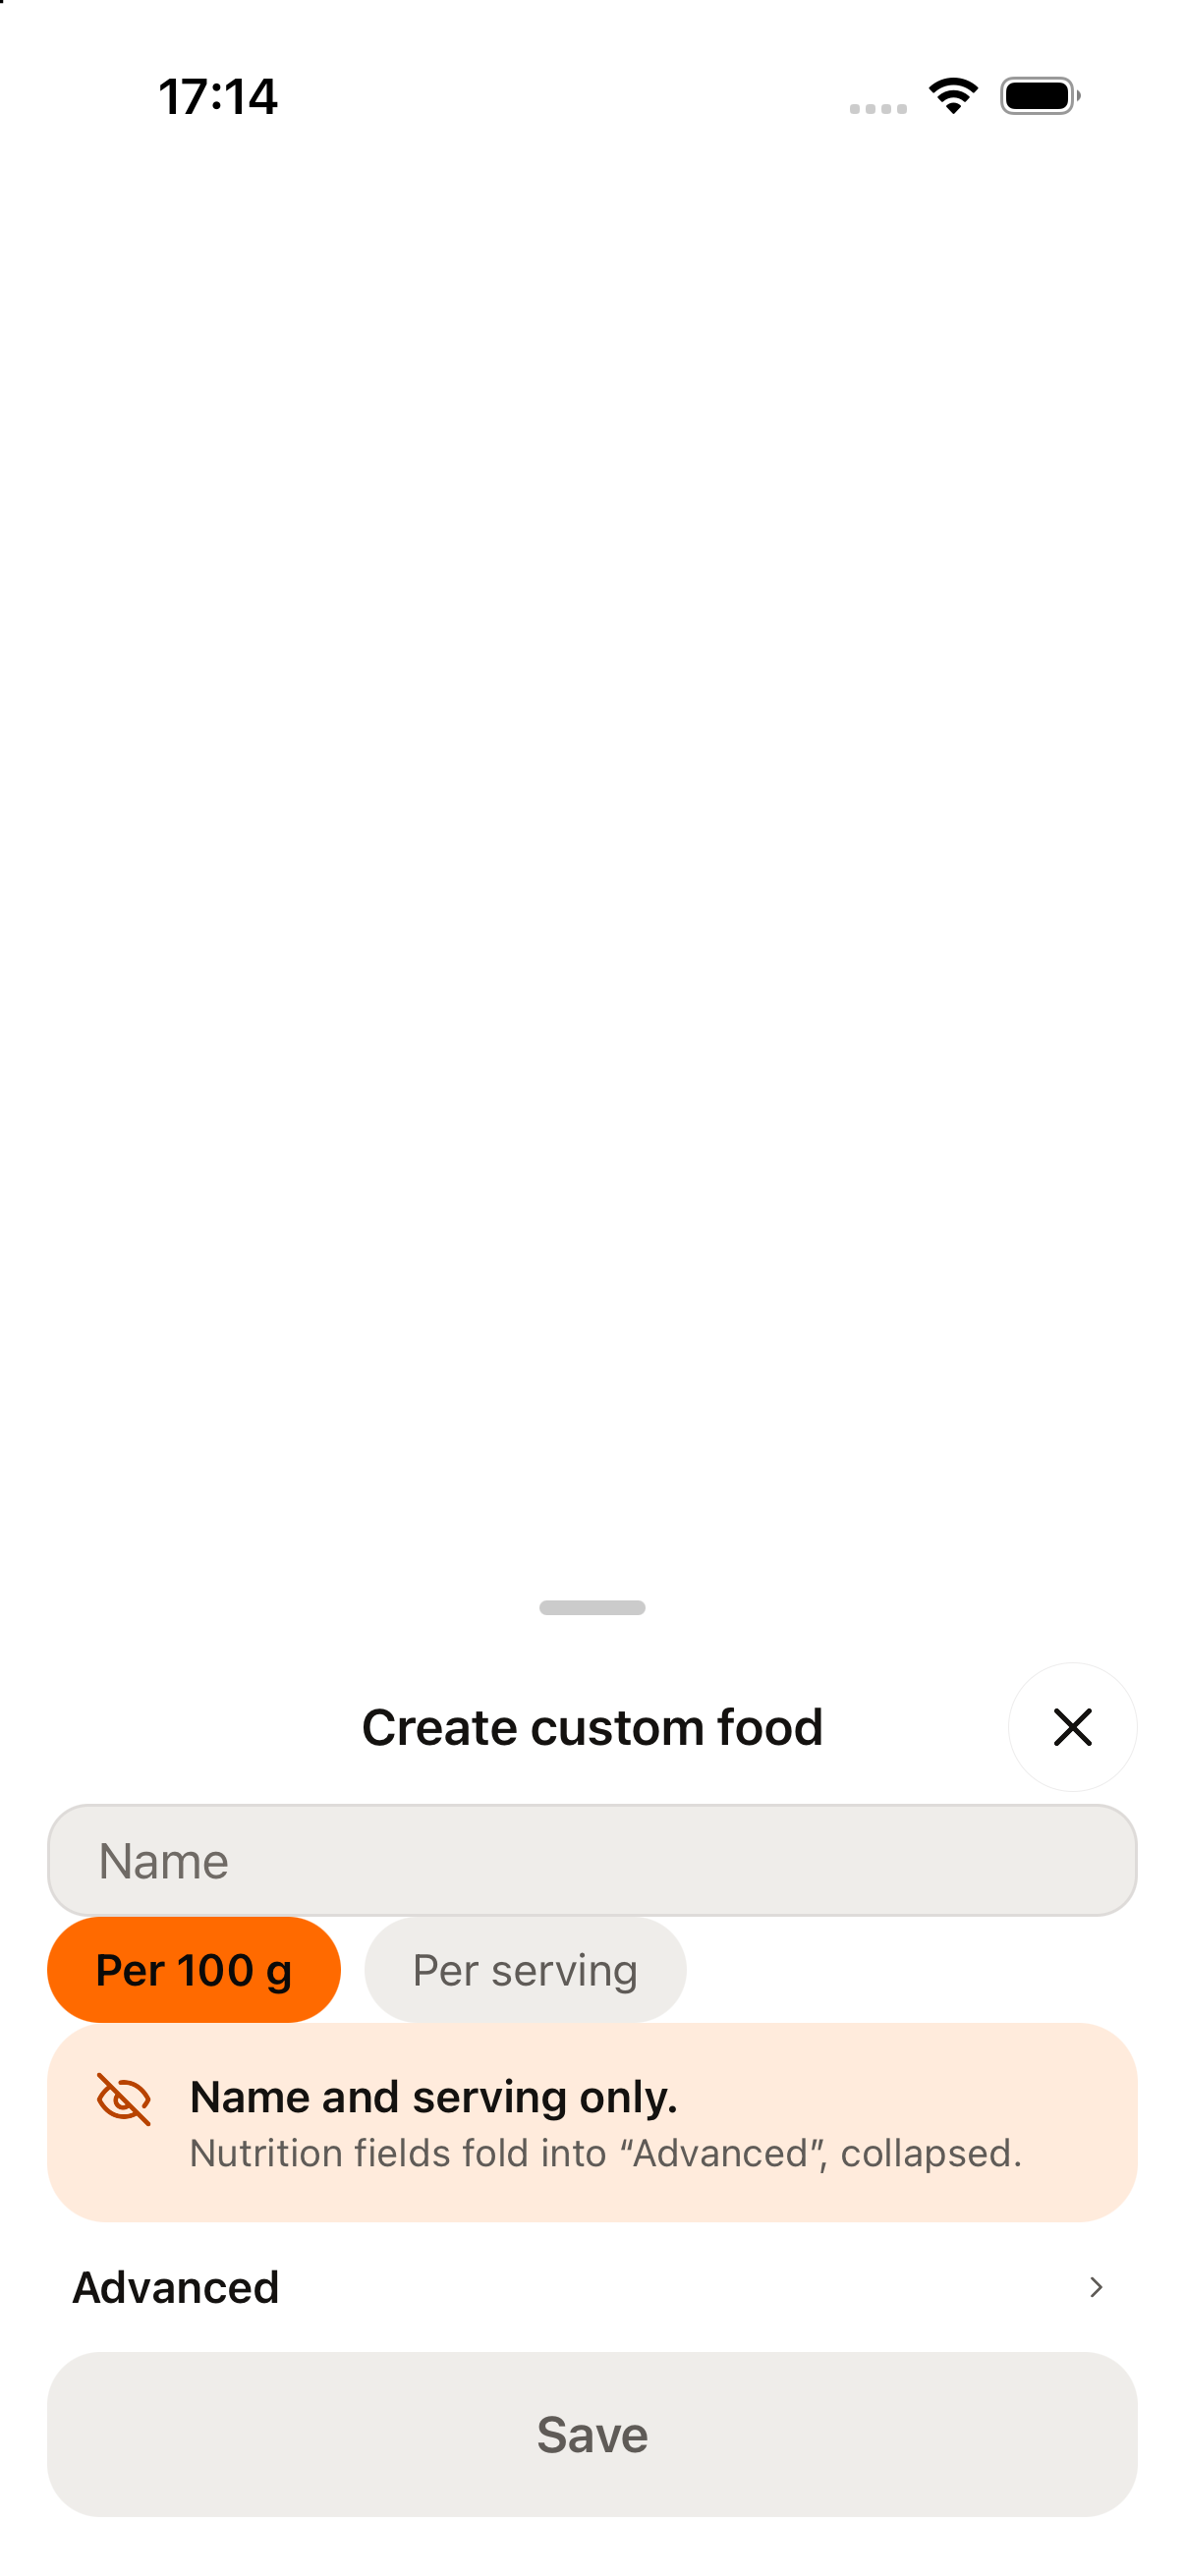 17:14
Create custom food
Name
Per 100 g
Per serving
Name and serving only.
Nutrition fields fold into “Advanced”, collapsed.
Advanced
Save